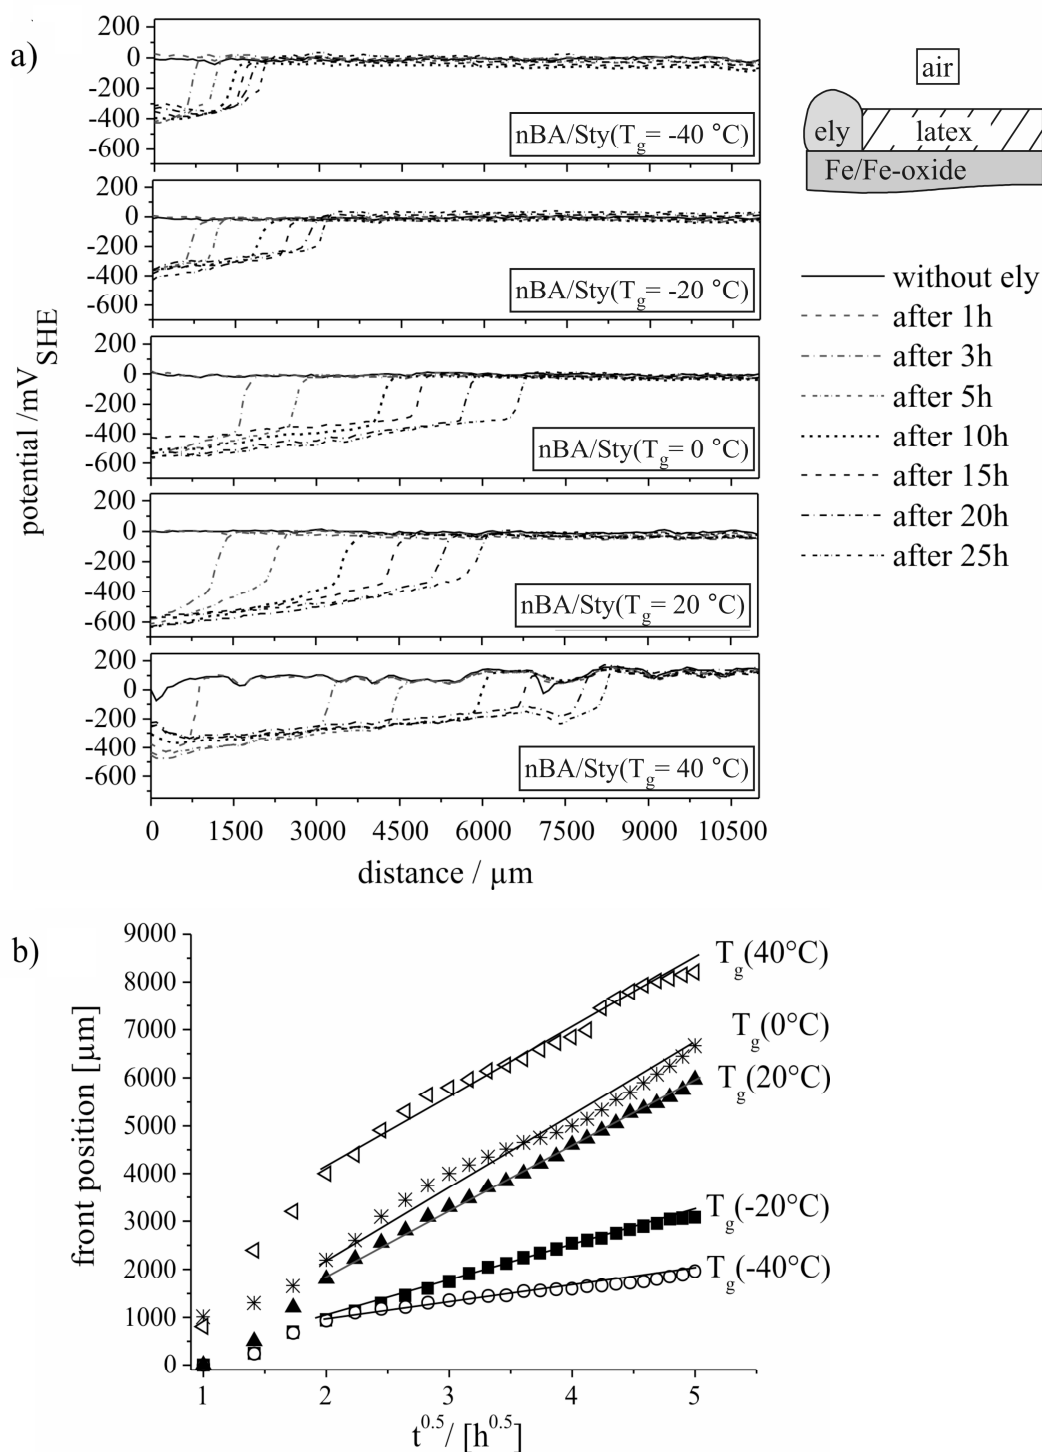 a)
200
0
-200
-400
-600
nBA/Sty(Tg= -40 °C)
200
0
-200
-400
-600
nBA/Sty(Tg= -20 °C)
200
0
-200
-400
-600
nBA/Sty(Tg= 0 °C)
200
0
-200
-400
-600
nBA/Sty(Tg= 20 °C)
200
0
-200
-400
-600
nBA/Sty(Tg= 40 °C)
potential /mV SHE
0 1500 3000 4500 6000 7500 9000 10500
distance / µm
air
ely latex
Fe/Fe-oxide
without ely
after 1h
after 3h
after 5h
after 10h
after 15h
after 20h
after 25h
b)
9000
8000
7000
6000
5000
4000
3000
2000
1000
0
front position [µm]
Tg(40°C)
Tg(0°C)
Tg(20°C)
Tg(-20°C)
Tg(-40°C)
1 2 3 4 5
t^0.5/ [h^0.5]